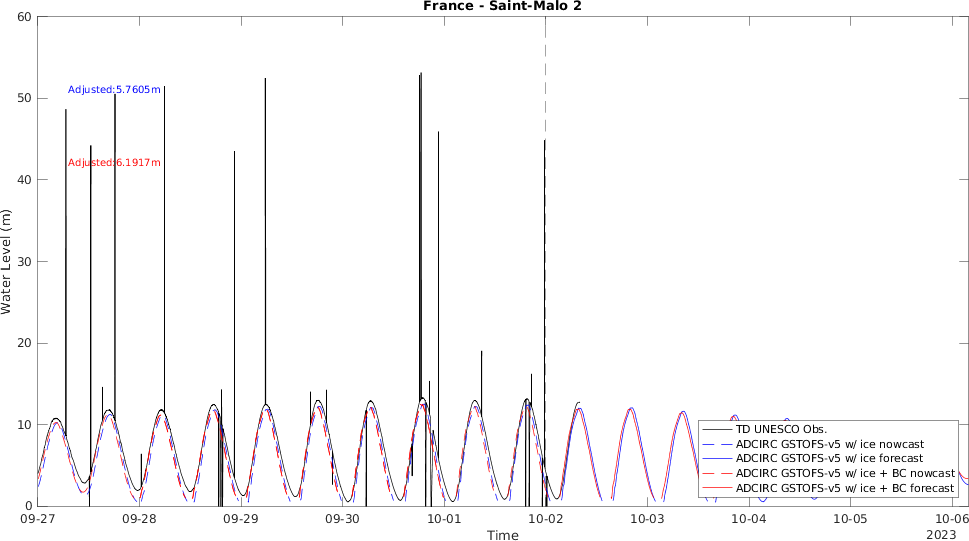 France - Saint-Malo 2
60
50
40
30
20
10
0
Water Level (m)
Adjusted:5.7605m
Adjusted:6.1917m
TD UNESCO Obs.
ADCIRC GSTOFS-v5 w/ ice nowcast
ADCIRC GSTOFS-v5 w/ ice forecast
ADCIRC GSTOFS-v5 w/ ice + BC nowcast
ADCIRC GSTOFS-v5 w/ ice + BC forecast
09-27 09-28 09-29 09-30 10-01 10-02 10-03 10-04 10-05 10-06
Time
2023